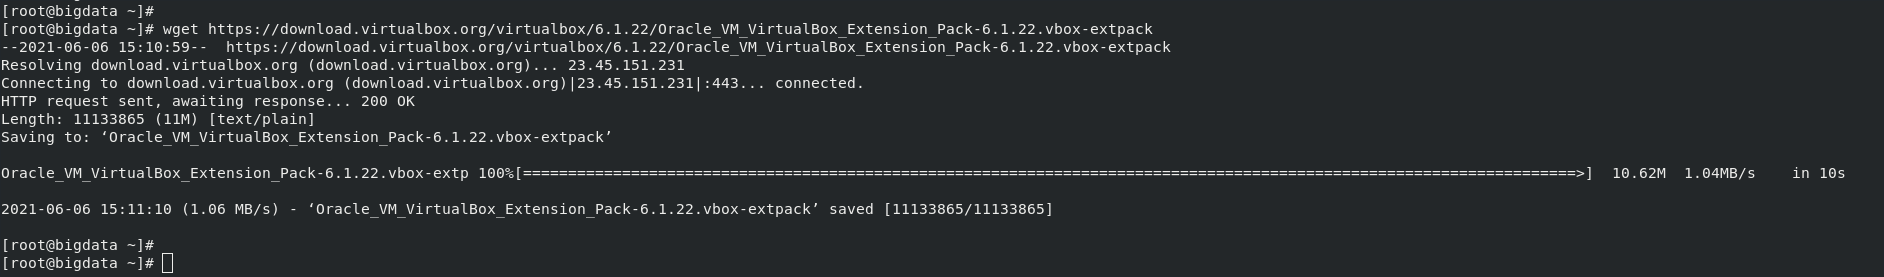 [root@bigdata ~]#
[root@bigdata ~]# wget https://download.virtualbox.org/virtualbox/6.1.22/Oracle_VM_VirtualBox_Extension_Pack-6.1.22.vbox-extpack
--2021-06-06 15:10:59--  https://download.virtualbox.org/virtualbox/6.1.22/Oracle_VM_VirtualBox_Extension_Pack-6.1.22.vbox-extpack
Resolving download.virtualbox.org (download.virtualbox.org)... 23.45.151.231
Connecting to download.virtualbox.org (download.virtualbox.org)|23.45.151.231|:443... connected.
HTTP request sent, awaiting response... 200 OK
Length: 11133865 (11M) [text/plain]
Saving to: ‘Oracle_VM_VirtualBox_Extension_Pack-6.1.22.vbox-extpack’
Oracle_VM_VirtualBox_Extension_Pack-6.1.22.vbox-extp 100%[=====================================================================================================================>]  10.62M  1.04MB/s    in 10s
2021-06-06 15:11:10 (1.06 MB/s) - ‘Oracle_VM_VirtualBox_Extension_Pack-6.1.22.vbox-extpack’ saved [11133865/11133865]
[root@bigdata ~]#
[root@bigdata ~]#